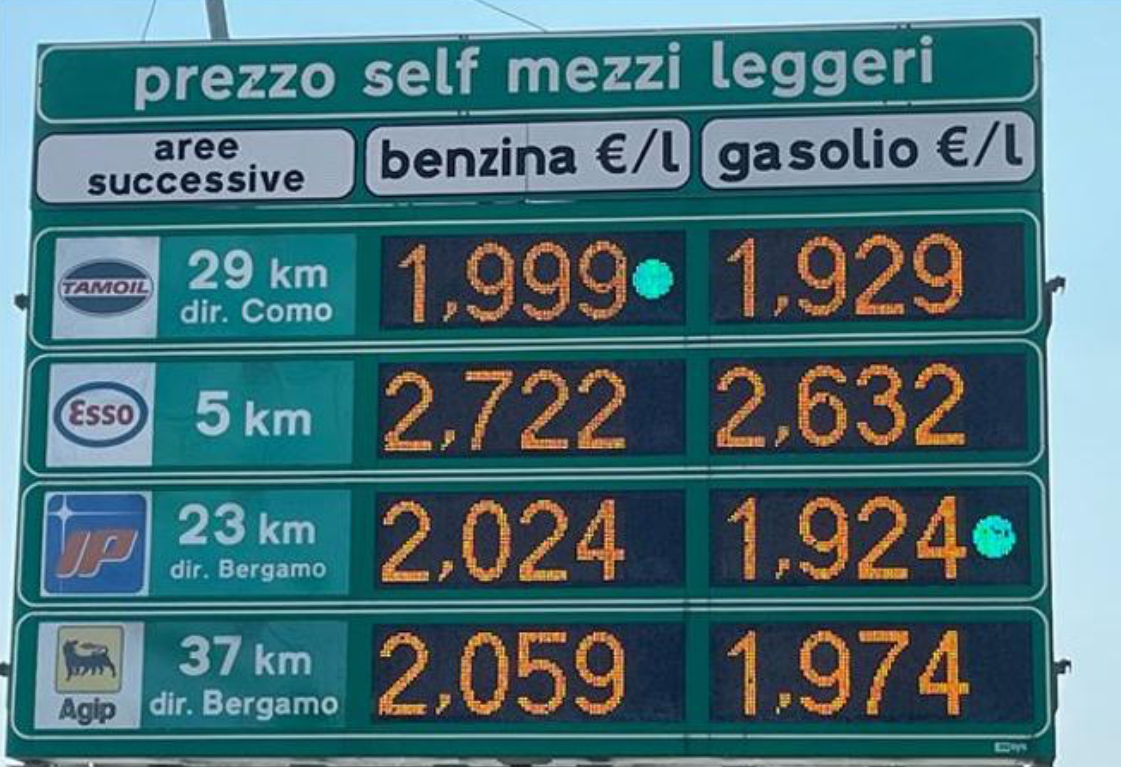 prezzo self mezzi leggeri
aree
successive
benzina €/l
gasolio €/l
TAMOIL
29 km
dir. Como
1,999
1,929
Esso
5 km
2,722
2,632
IP
23 km
dir. Bergamo
2,024
1,924
Agip
37 km
dir. Bergamo
2,059
1,974